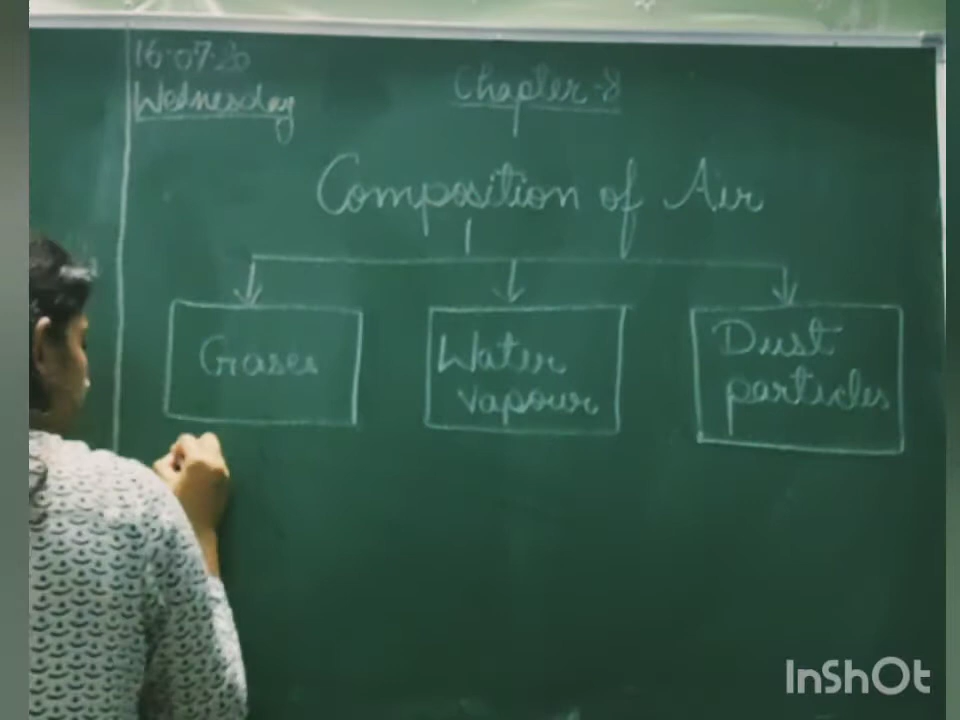 16-07-20
Wednesday
Chapter-8
Composition of Air
Gases
Water
vapour
Dust
particles
InShOt